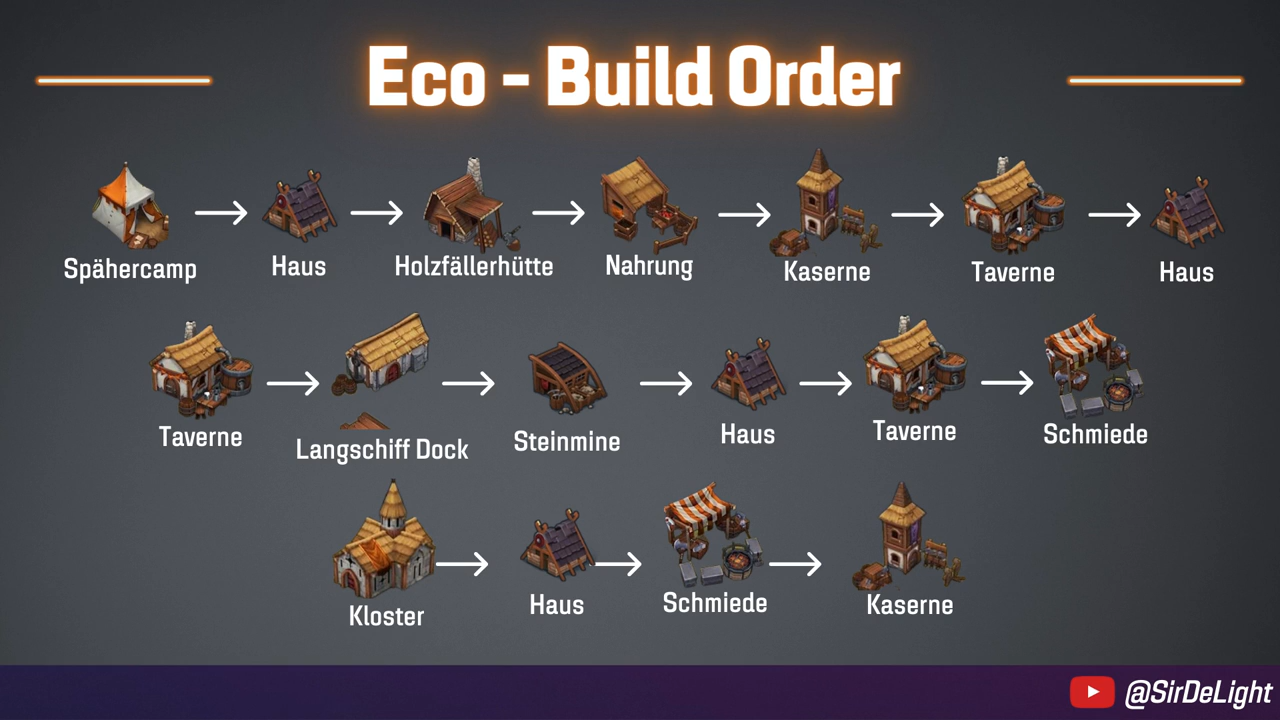 Eco - Build Order
Spähercamp
Haus
Holzfällerhütte
Nahrung
Kaserne
Taverne
Haus
Taverne
Langschiff Dock
Steinmine
Haus
Taverne
Schmiede
Kloster
Haus
Schmiede
Kaserne
@SirDeLight